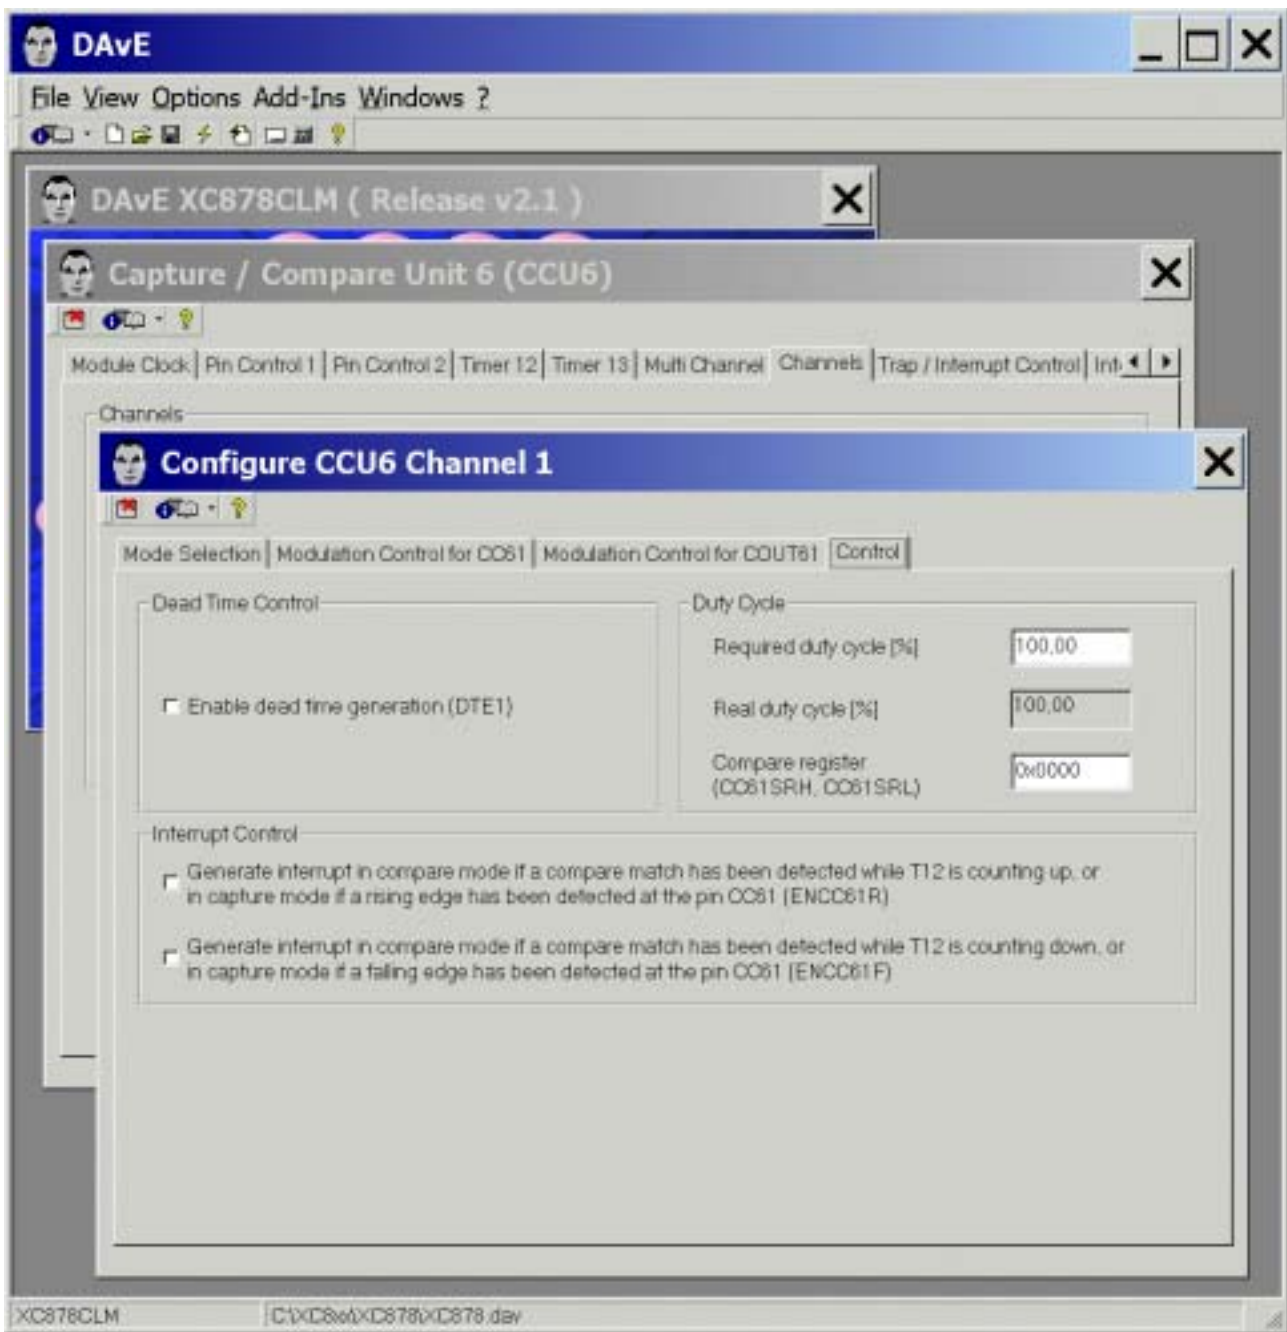 DAvE
File View Options Add-Ins Windows ?
DAvE XC878CLM ( Release v2.1 )
Capture / Compare Unit 6 (CCU6)
Module Clock Pin Control 1 Pin Control 2 Timer 12 Timer 13 Multi Channel Channels Trap / Interrupt Control
Channels
Configure CCU6 Channel 1
Mode Selection Modulation Control for CC61 Modulation Control for COUT61 Control
Dead Time Control
Enable dead time generation (DTE1)
Duty Cycle
Required duty cycle [%] 100,00
Real duty cycle [%] 100,00
Compare register
(CC61SRH, CC61SRL) 0x0000
Interrupt Control
Generate interrupt in compare mode if a compare match has been detected while T12 is counting up, or
in capture mode if a rising edge has been detected at the pin CC61 (ENCC61R)
Generate interrupt in compare mode if a compare match has been detected while T12 is counting down, or
in capture mode if a falling edge has been detected at the pin CC61 (ENCC61F)
XC878CLM C:\XC8xx\XC878\XC878.dav